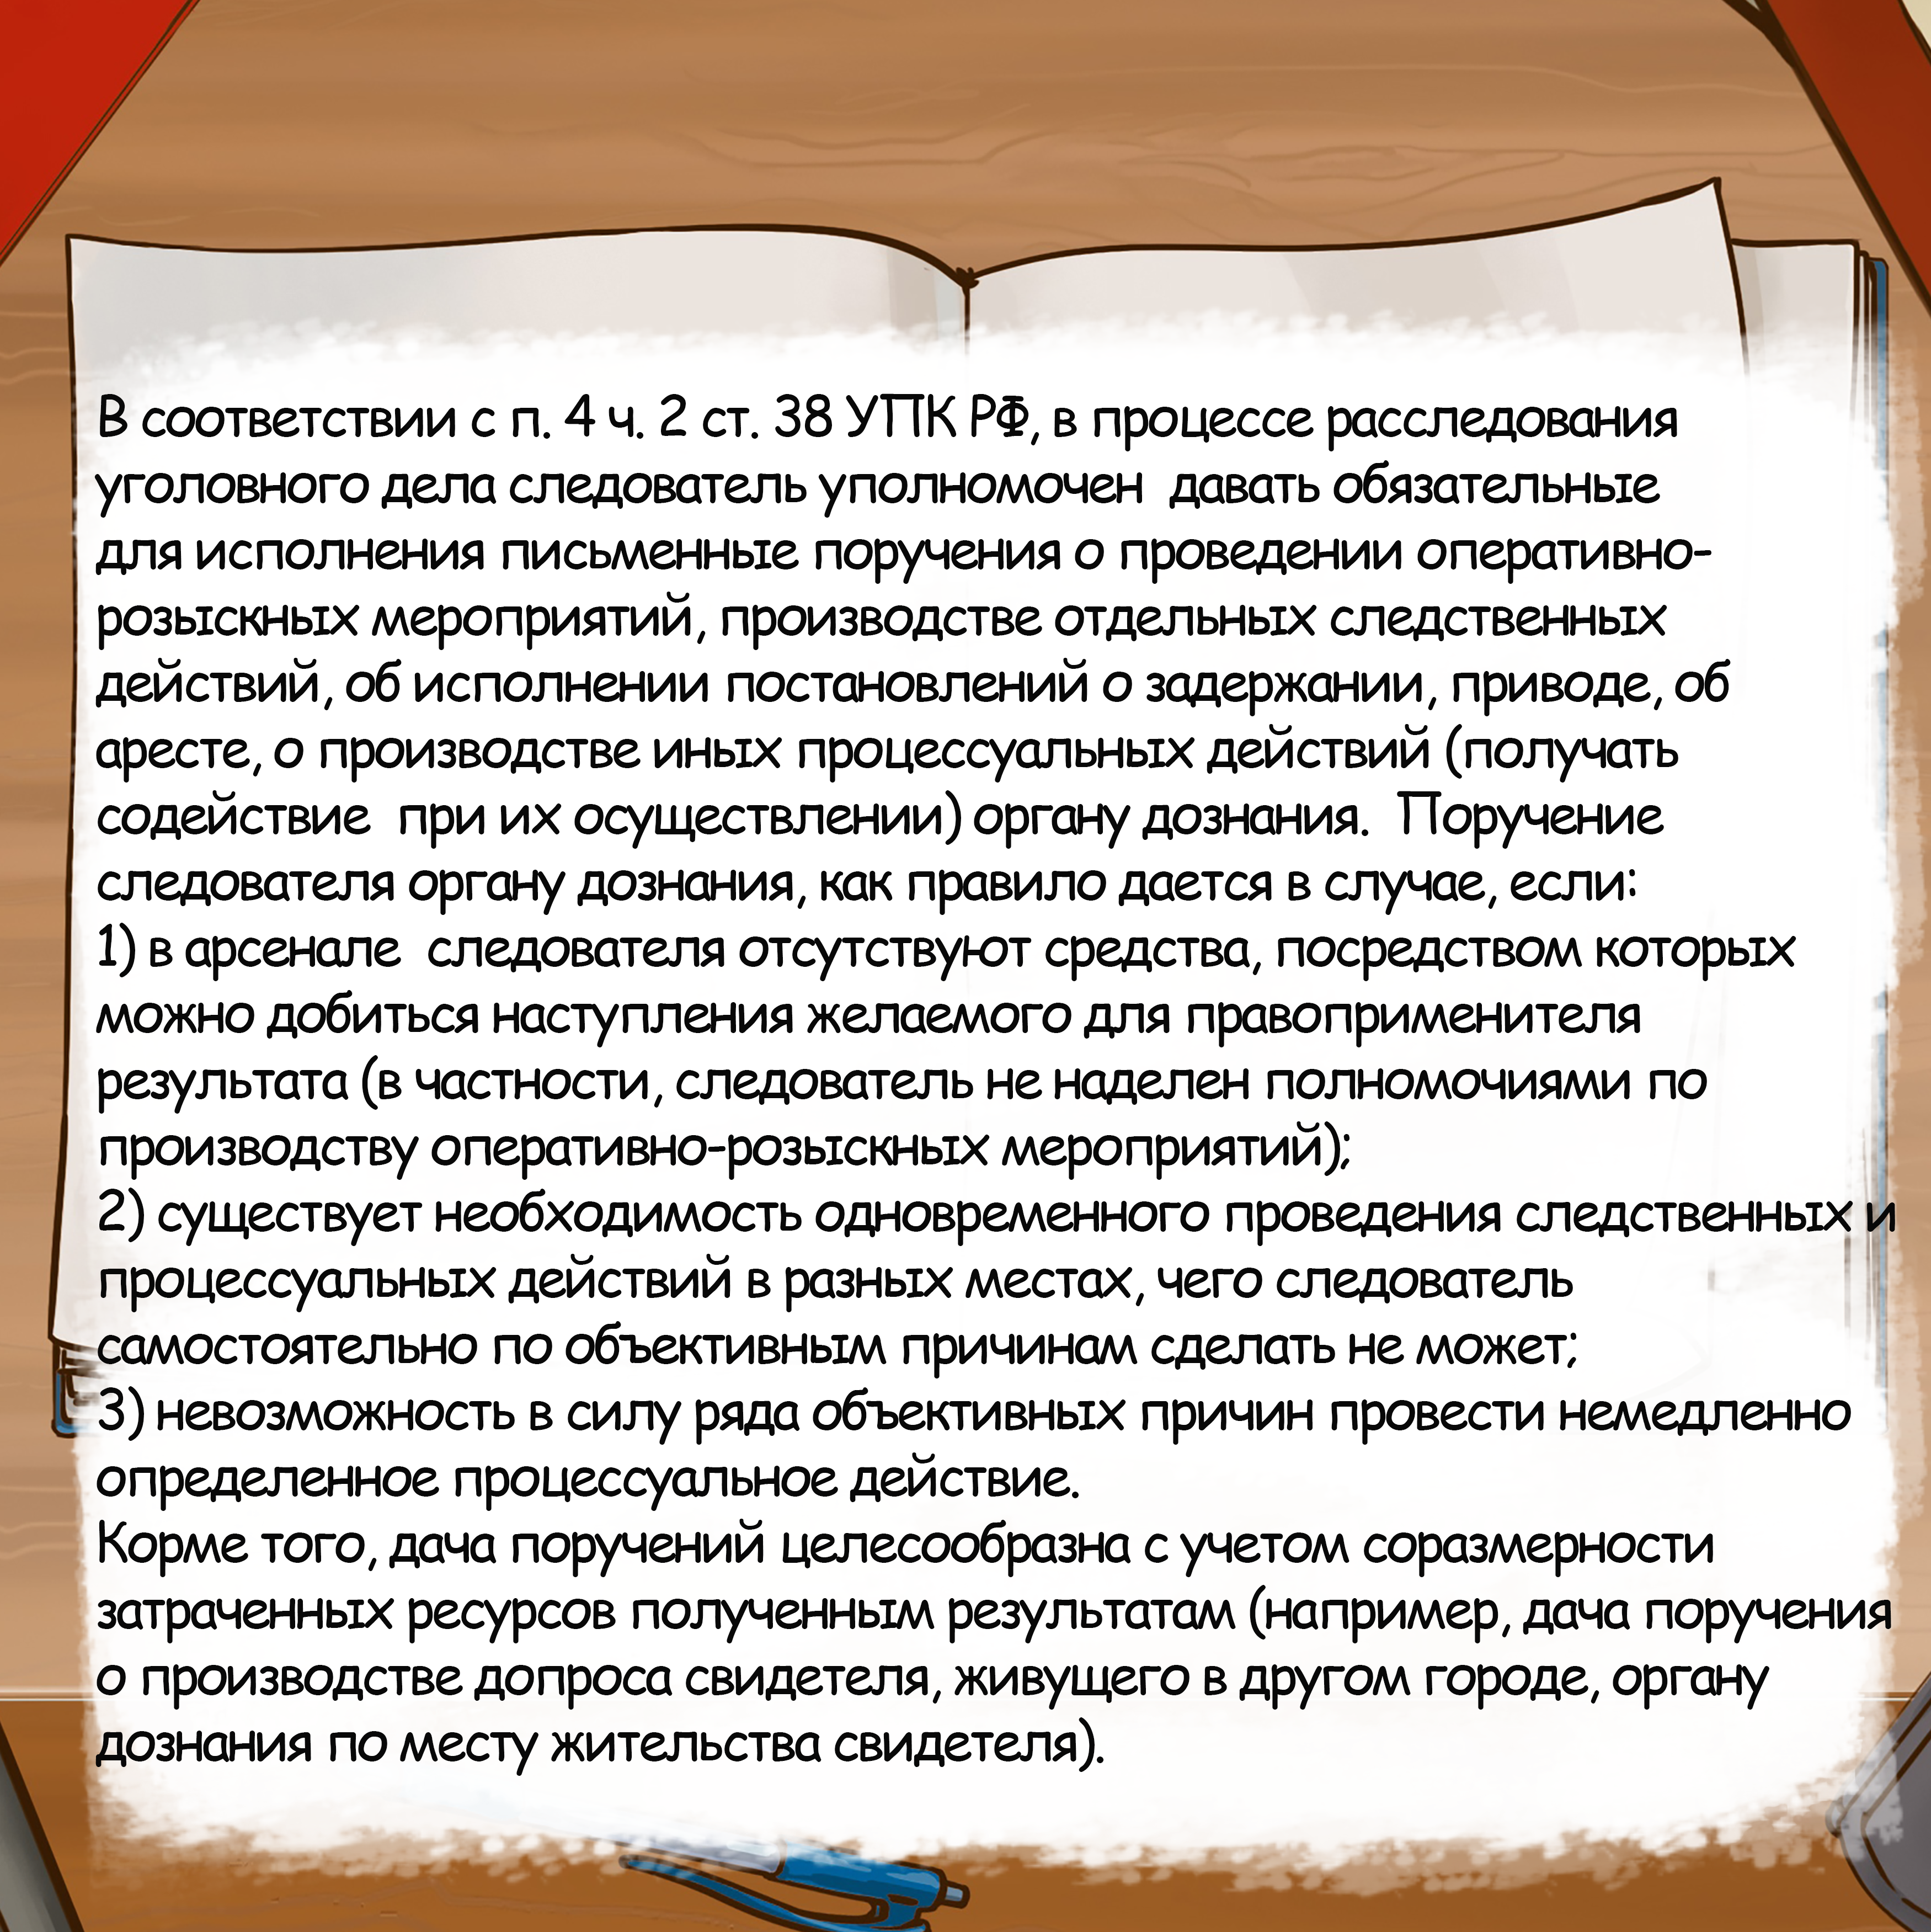 В соответствии с п. 4 ч. 2 ст. 38 УПК РФ, в процессе расследования
уголовного дела следователь уполномочен  давать обязательные
для исполнения письменные поручения о проведении оперативно-
розыскных мероприятий, производстве отдельных следственных
действий, об исполнении постановлений о задержании, приводе, об
аресте, о производстве иных процессуальных действий (получать
содействие  при их осуществлении) органу дознания.  Поручение
следователя органу дознания, как правило дается в случае, если:
1) в арсенале  следователя отсутствуют средства, посредством которых
можно добиться наступления желаемого для правоприменителя
результата (в частности, следователь не наделен полномочиями по
производству оперативно-розыскных мероприятий);
2) существует необходимость одновременного проведения следственных и
процессуальных действий в разных местах, чего следователь
самостоятельно по объективным причинам сделать не может;
3) невозможность в силу ряда объективных причин провести немедленно
определенное процессуальное действие.
Корме того, дача поручений целесообразна с учетом соразмерности
затраченных ресурсов полученным результатам (например, дача поручения
о производстве допроса свидетеля, живущего в другом городе, органу
дознания по месту жительства свидетеля).